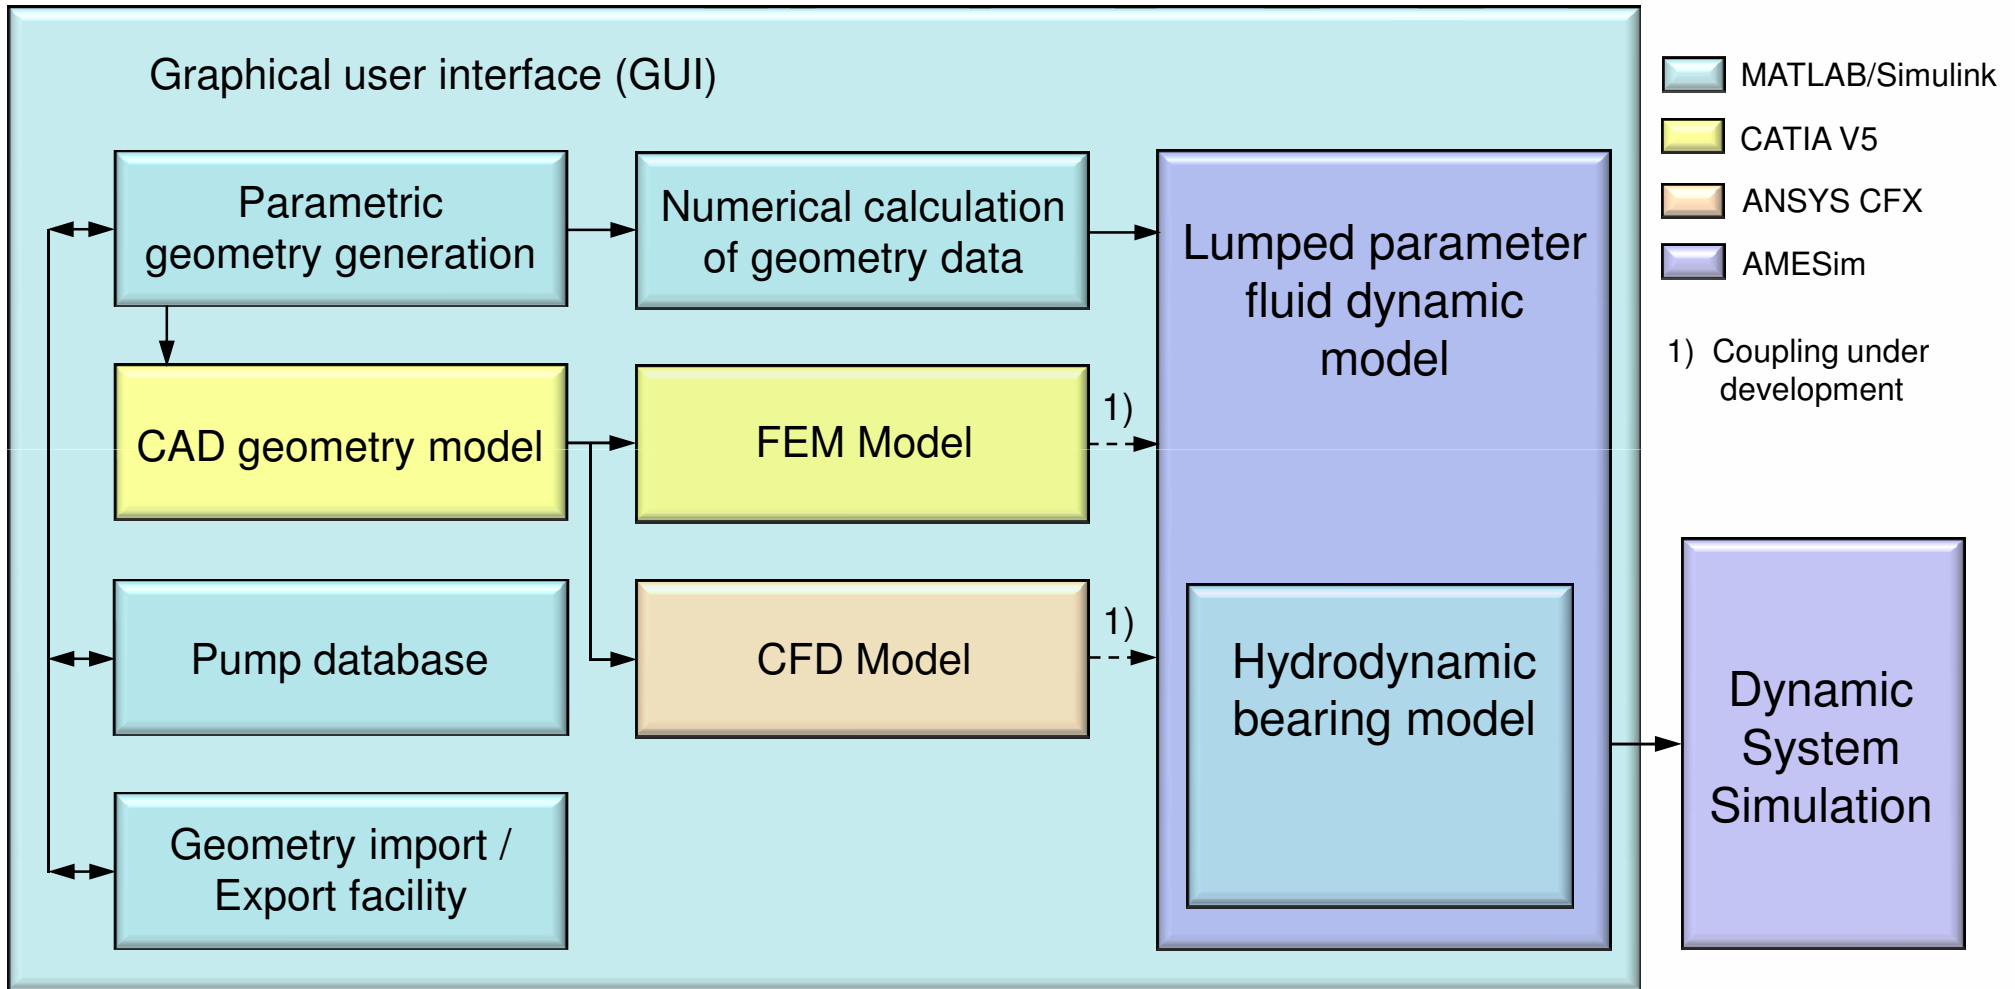 Graphical user interface (GUI)
Parametric
geometry generation
Numerical calculation
of geometry data
Lumped parameter
fluid dynamic
model
CAD geometry model
FEM Model
1)
Pump database
CFD Model
1)
Hydrodynamic
bearing model
Geometry import /
Export facility
Dynamic
System
Simulation
MATLAB/Simulink
CATIA V5
ANSYS CFX
AMESim
1) Coupling under
development